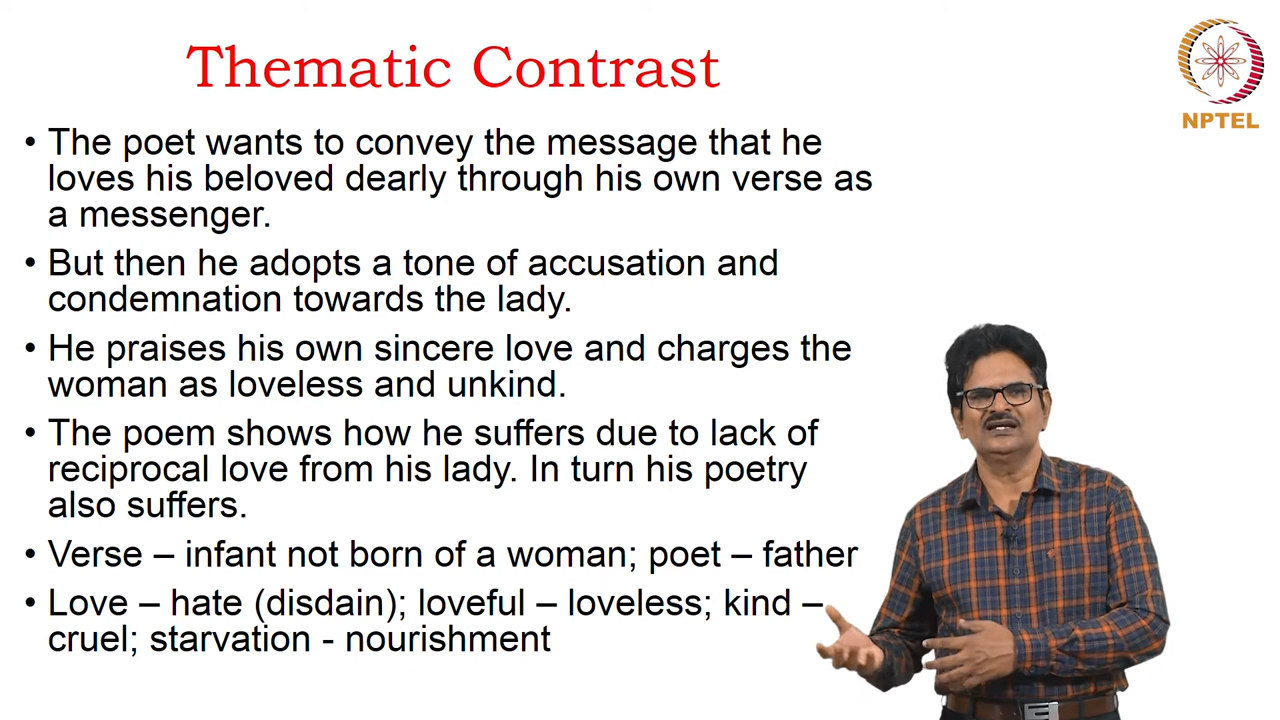 Thematic Contrast
NPTEL
• The poet wants to convey the message that he
loves his beloved dearly through his own verse as
a messenger.
• But then he adopts a tone of accusation and
condemnation towards the lady.
• He praises his own sincere love and charges the
woman as loveless and unkind.
• The poem shows how he suffers due to lack of
reciprocal love from his lady. In turn his poetry
also suffers.
• Verse – infant not born of a woman; poet – father
• Love – hate (disdain); loveful – loveless; kind –
cruel; starvation - nourishment